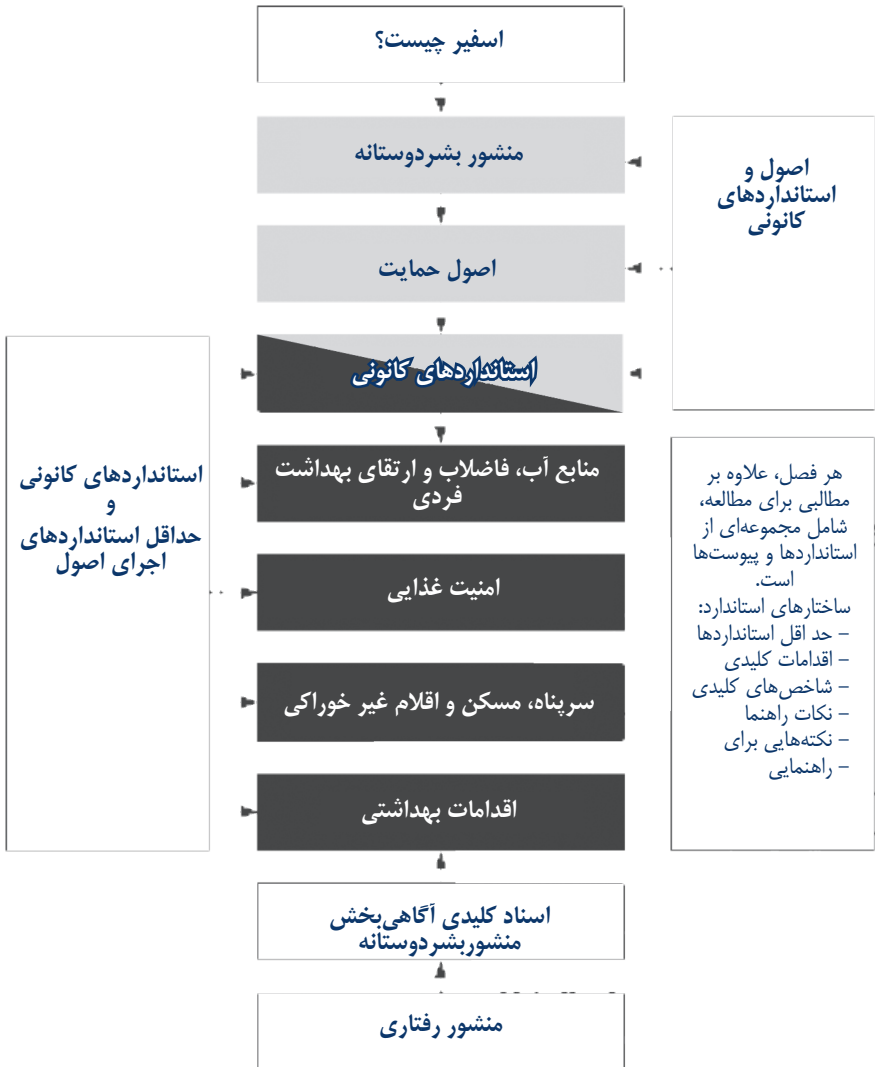 اسفیر چیست؟
منشور بشردوستانه
اصول و
استانداردهای
کانونی
اصول حمایت
استانداردهای کانونی
استانداردهای کانونی
و
حداقل استانداردهای
اجرای اصول
منابع آب، فاضلاب و ارتقای بهداشت
فردی
امنیت غذایی
سرپناه، مسکن و اقلام غیر خوراکی
اقدامات بهداشتی
هر فصل، علاوه بر
مطالبی برای مطالعه،
شامل مجموعه‌ای از
استانداردها و پیوست‌ها
است.
ساختارهای استاندارد:
– حد اقل استانداردها
– اقدامات کلیدی
– شاخص‌های کلیدی
– نکات راهنما
– نکته‌هایی برای
– راهنمایی
اسناد کلیدی آگاهی‌بخش
منشوربشردوستانه
منشور رفتاری